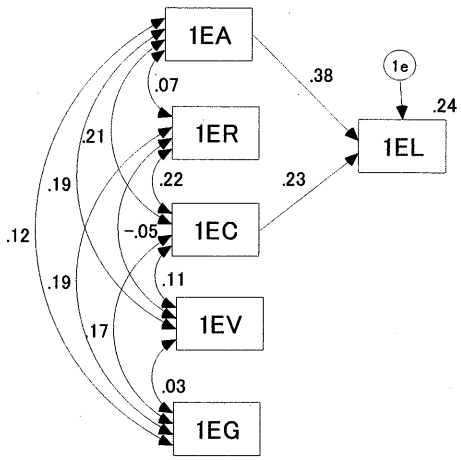 1EA
.07
.38
1e
.24
1ER
1EL
.21
.22
.23
.19
1EC
.12
-.05
.19
.11
.17
1EV
.03
1EG